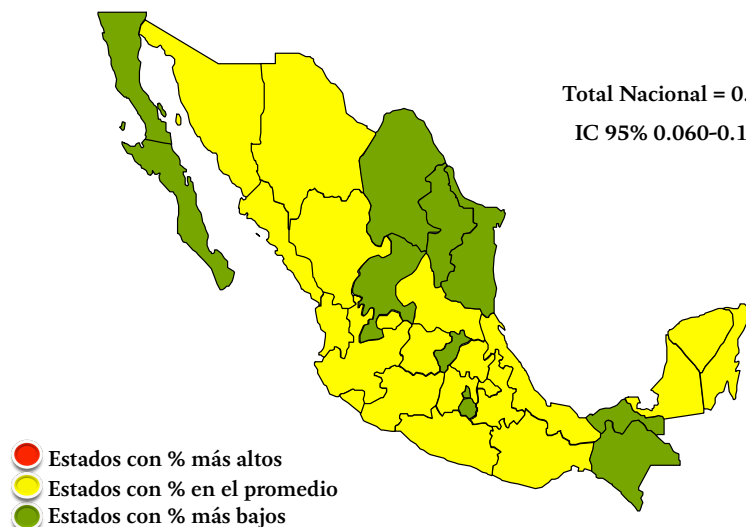 Total Nacional = 0.
IC 95% 0.060-0.1
Estados con % más altos
Estados con % en el promedio
Estados con % más bajos